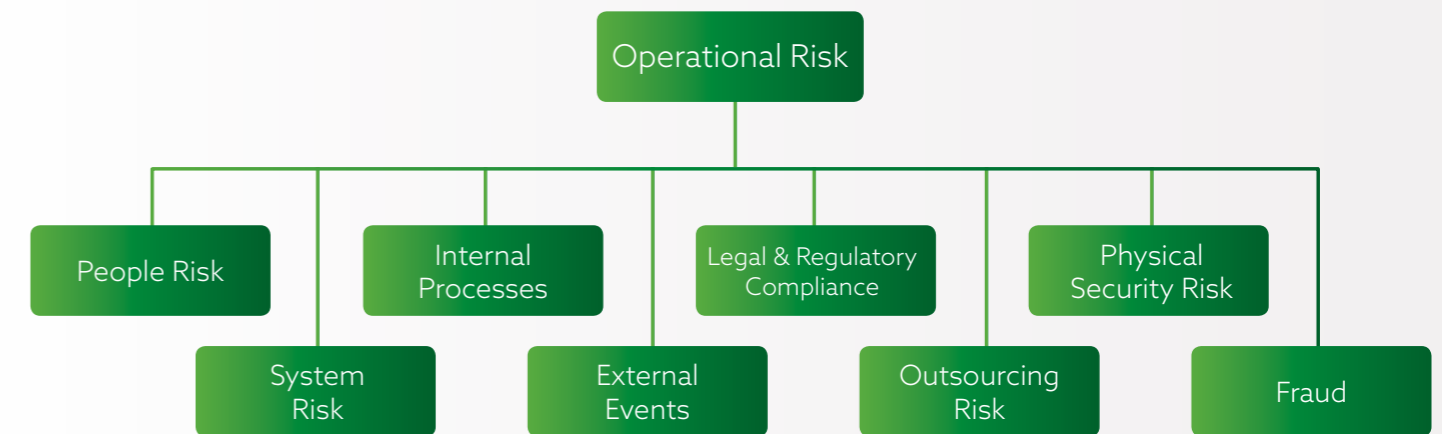 Operational Risk
People Risk
Internal
Processes
Legal & Regulatory
Compliance
Physical
Security Risk
System
Risk
External
Events
Outsourcing
Risk
Fraud